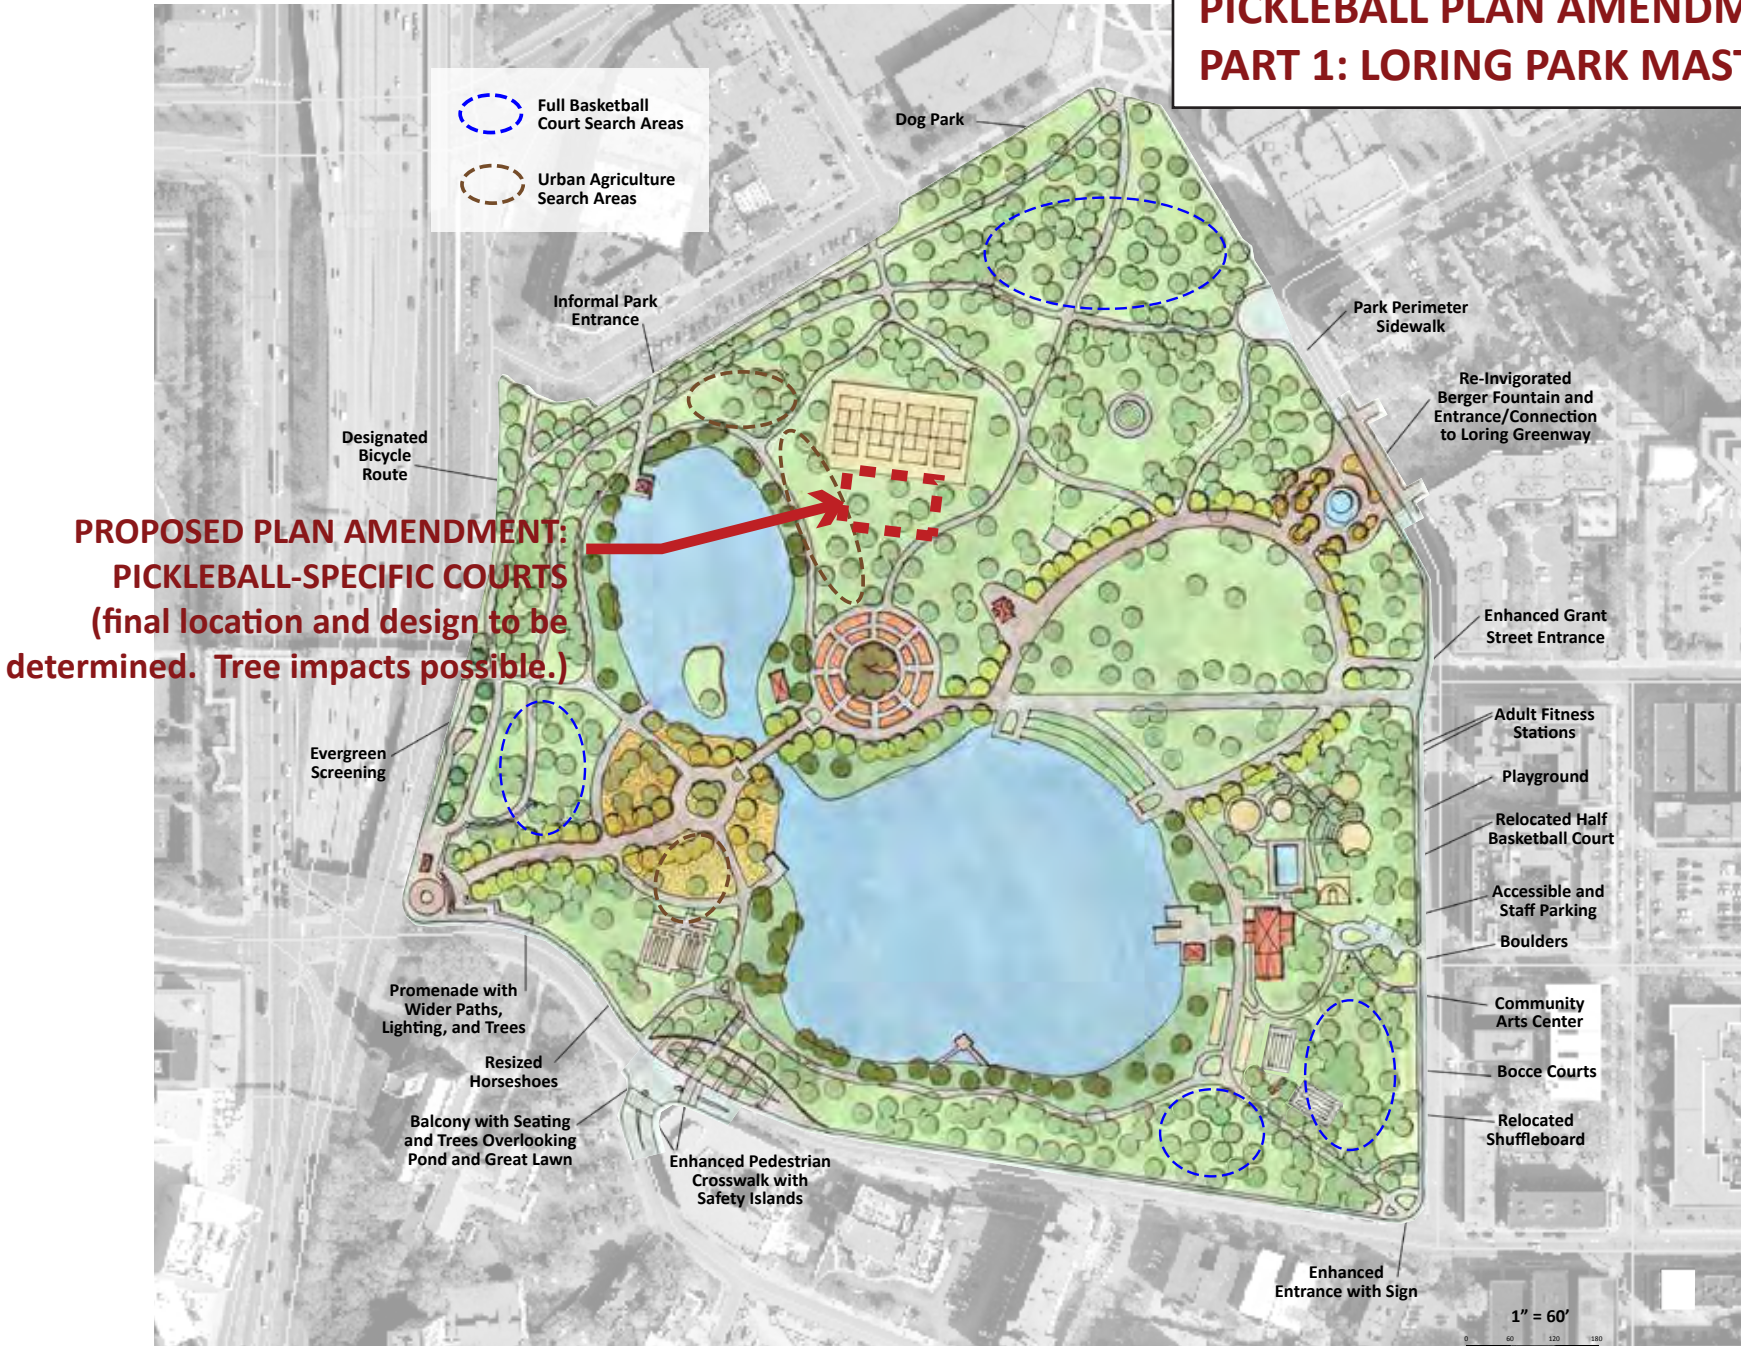 PICKLEBALL PLAN AMENDM
PART 1: LORING PARK MAST
Full Basketball
Court Search Areas
Urban Agriculture
Search Areas
Dog Park
Informal Park
Entrance
Park Perimeter
Sidewalk
Re-Invigorated
Berger Fountain and
Entrance/Connection
to Loring Greenway
Designated
Bicycle
Route
PROPOSED PLAN AMENDMENT:
PICKLEBALL-SPECIFIC COURTS
(final location and design to be
determined.  Tree impacts possible.)
Enhanced Grant
Street Entrance
Evergreen
Screening
Adult Fitness
Stations
Playground
Relocated Half
Basketball Court
Accessible and
Staff Parking
Boulders
Promenade with
Wider Paths,
Lighting, and Trees
Community
Arts Center
Resized
Horseshoes
Bocce Courts
Balcony with Seating
and Trees Overlooking
Pond and Great Lawn
Relocated
Shuffleboard
Enhanced Pedestrian
Crosswalk with
Safety Islands
Enhanced
Entrance with Sign
1” = 60’
0 60 120 180